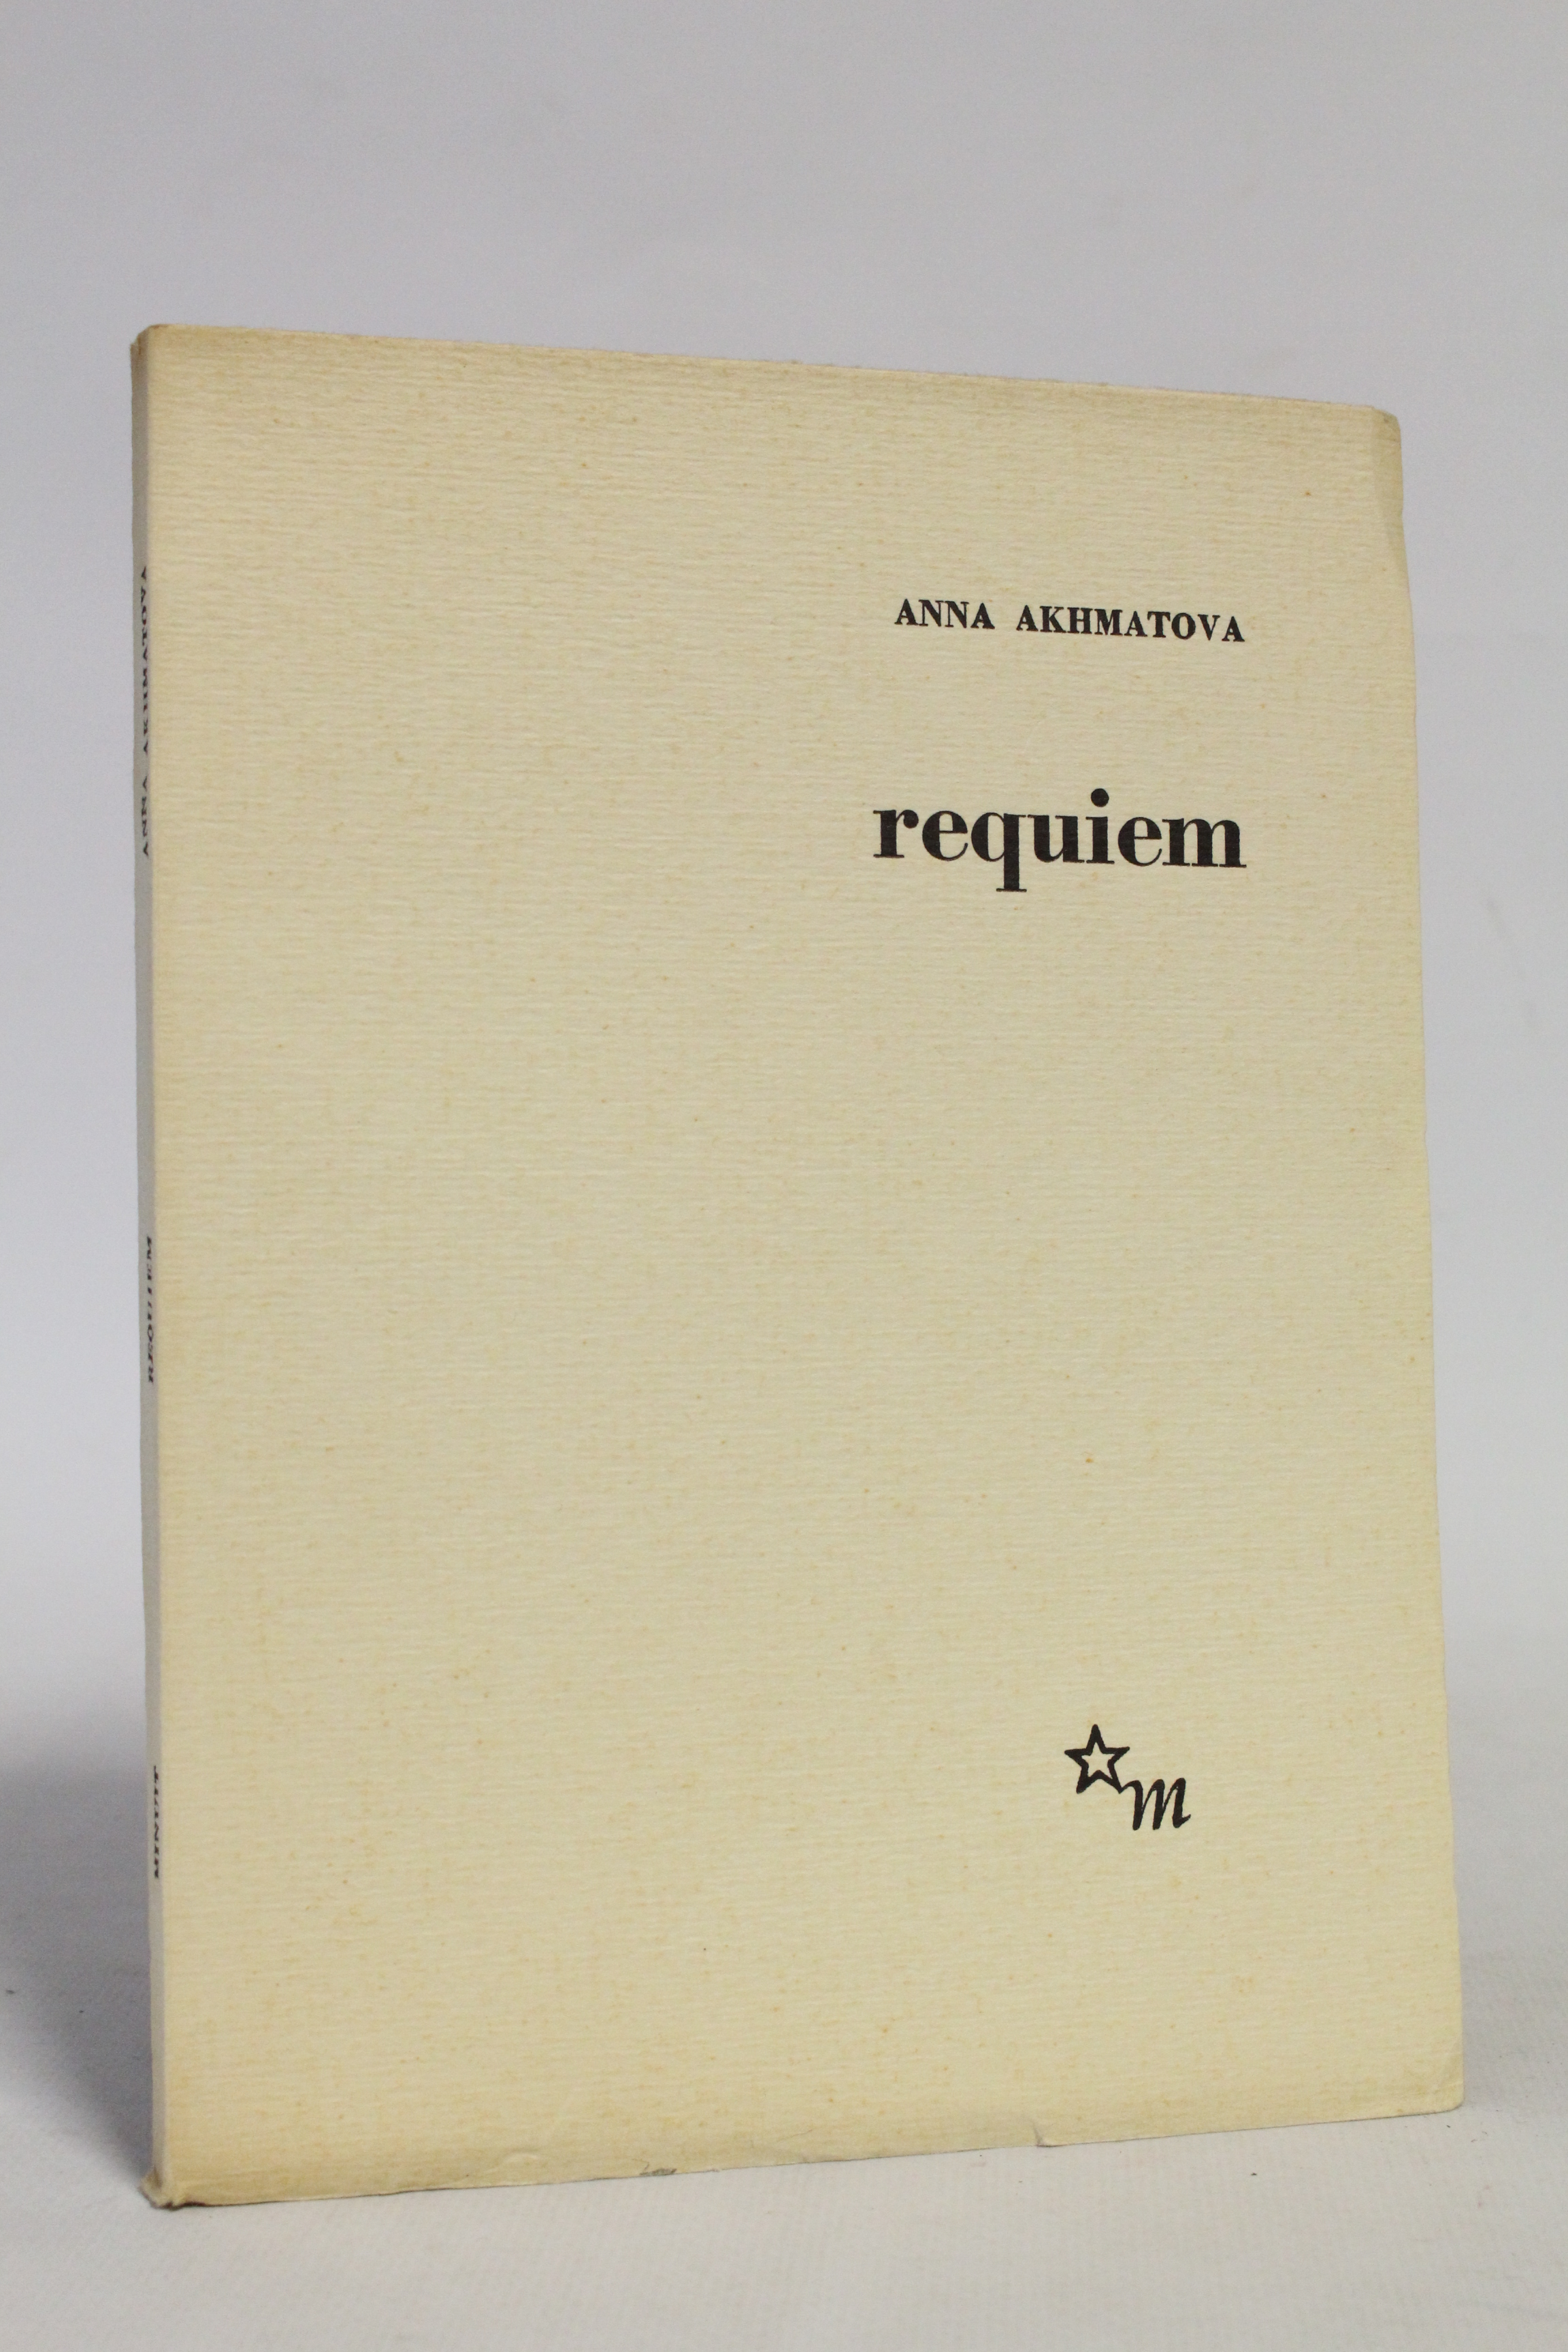 ANNA AKHMATOVA
requiem
m
ANNA AKHMATOVA
REQUIEM
MINUIT